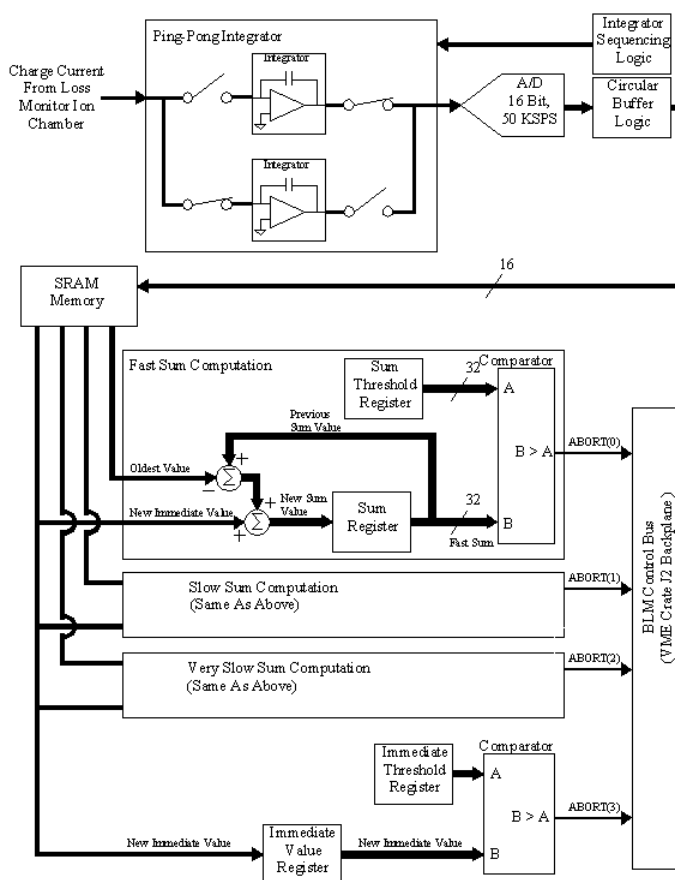 Ping-Pong Integrator
Integrator
Integrator
Sequencing
Logic
Charge Current
From Loss
Monitor Ion
Chamber
A/D
16 Bit,
50 KSPS
Circular
Buffer
Logic
Integrator
16
SRAM
Memory
Fast Sum Computation
Sum
Threshold
Register
32
Comparator
A
B > A
B
ABORT(0)
Previous
Sum Value
Oldest Value
+
−
Σ
+
New Immediate Value
+
Σ
New Sum
Value
Sum
Register
32
Fast Sum
Slow Sum Computation
(Same As Above)
ABORT(1)
Very Slow Sum Computation
(Same As Above)
ABORT(2)
BLM Control Bus
(VME Crate J2 Backplane)
Immediate
Threshold
Register
Comparator
A
B > A
B
ABORT(3)
New Immediate Value
Immediate
Value
Register
New Immediate Value